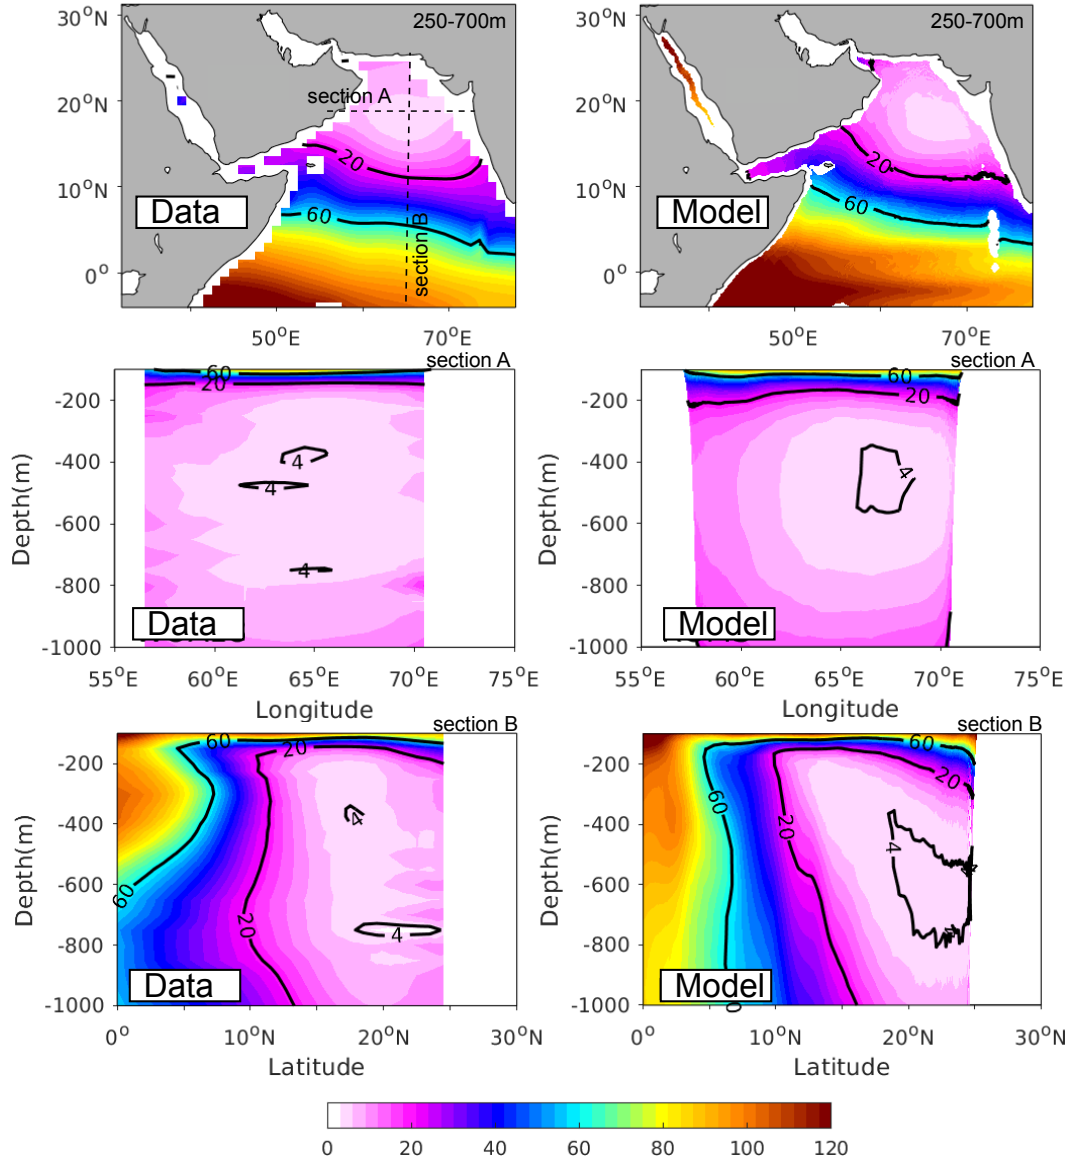 30°N
250-700m
section A
20°N
20
10°N
Data
60
section B
0°
50°E
70°E
30°N
250-700m
20°N
20
10°N
Model
60
0°
50°E
70°E
section A
60
20
-200
4
-400
4
-600
4
-800
Data
-1000
55°E
60°E
65°E
70°E
75°E
Depth(m)
Longitude
section A
60
20
-200
-400
4
-600
-800
Model
-1000
55°E
60°E
65°E
70°E
75°E
Depth(m)
Longitude
section B
60
20
-200
4
-400
60
-600
20
4
-800
Data
-1000
0°
10°N
20°N
30°N
Depth(m)
Latitude
section B
60
20
-200
60
20
-400
4
4
-600
4
-800
Model
-1000
0°
10°N
20°N
30°N
Depth(m)
Latitude
0
20
40
60
80
100
120